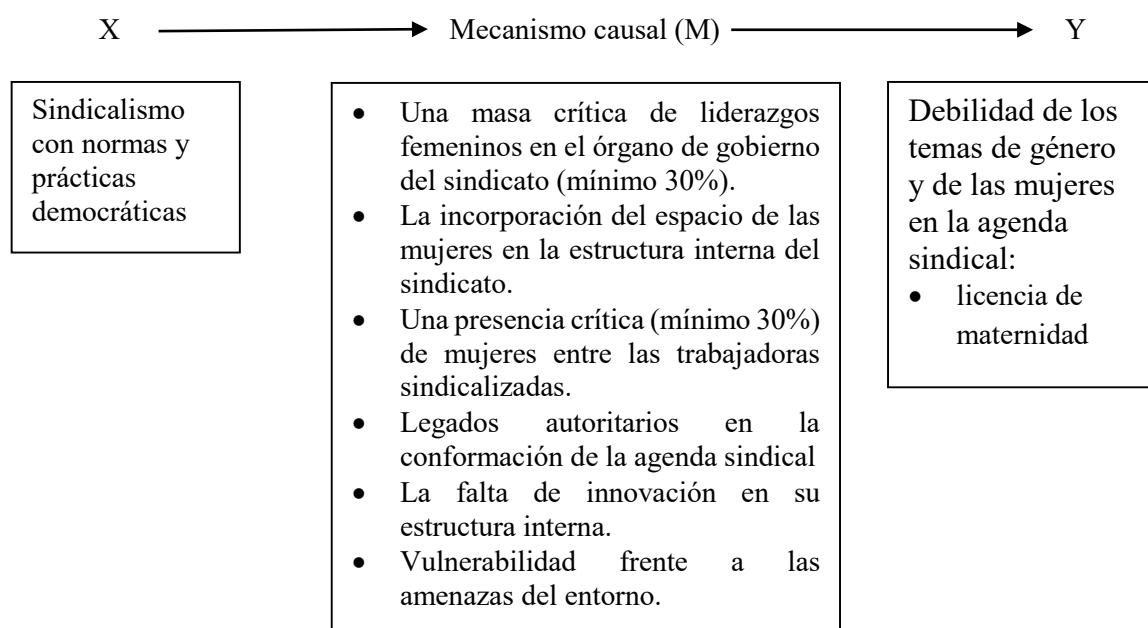 X Mecanismo causal (M) Y
Sindicalismo
con normas y
prácticas
democráticas
• Una masa crítica de liderazgos
femeninos en el órgano de gobierno
del sindicato (mínimo 30%).
• La incorporación del espacio de las
mujeres en la estructura interna del
sindicato.
• Una presencia crítica (mínimo 30%)
de mujeres entre las trabajadoras
sindicalizadas.
• Legados autoritarios en la
conformación de la agenda sindical
• La falta de innovación en su
estructura interna.
• Vulnerabilidad frente a las
amenazas del entorno.
Debilidad de los
temas de género
y de las mujeres
en la agenda
sindical:
• licencia de
maternidad